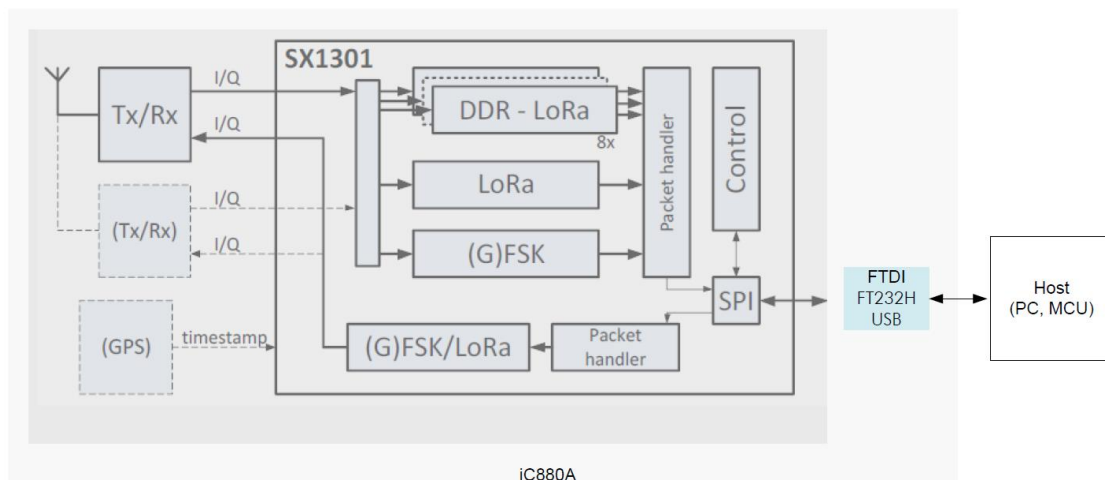 SX1301
I/Q
Tx/Rx
DDR - LoRa
8x
I/Q
Packet handler
Control
LoRa
I/Q
(Tx/Rx)
I/Q
(G)FSK
SPI
FTDI
FT232H
USB
Host
(PC, MCU)
(GPS)
timestamp
(G)FSK/LoRa
Packet
handler
iC880A